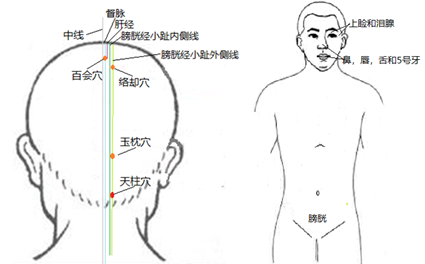 督脉
肝经
中线
膀胱经小趾内侧线
膀胱经小趾外侧线
百会穴
络却穴
玉枕穴
天柱穴
上脸和泪腺
鼻，唇，舌和5号牙
膀胱